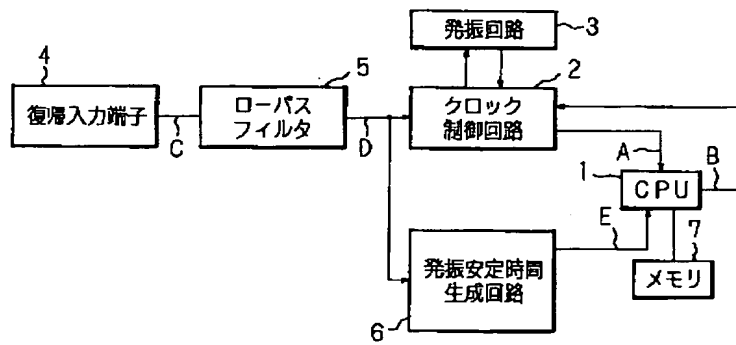 発振回路
3
4
5
2
復帰入力端子
ローパス
フィルタ
クロック
制御回路
C
D
A
B
1
CPU
E
7
発振安定時間
生成回路
メモリ
6